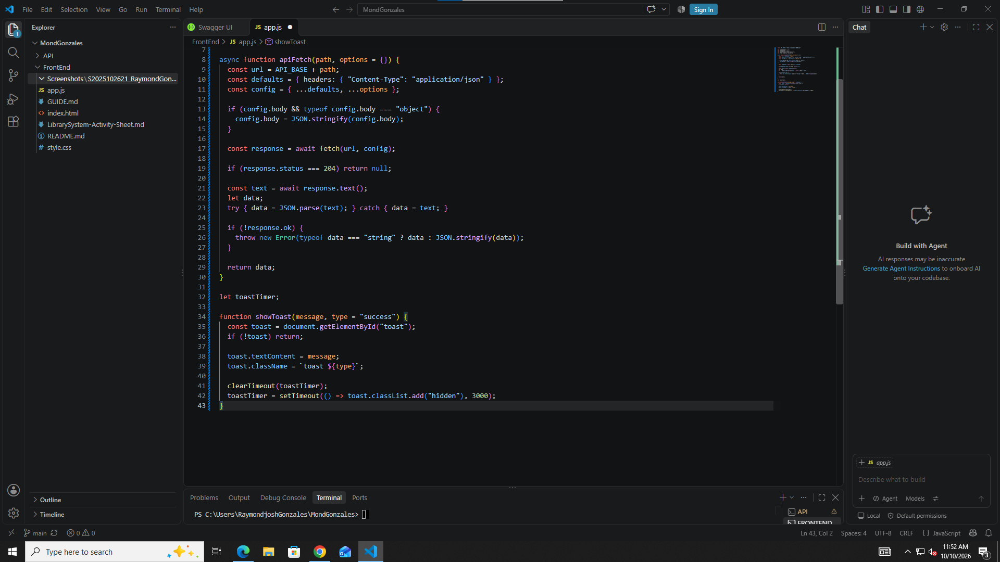 File Edit Selection View Go Run Terminal Help
MondGonzales
Sign In
Explorer
MondGonzales
API
FrontEnd
Screenshots\S2025102621_RaymondGon...
JS app.js
GUIDE.md
index.html
LibrarySystem-Activity-Sheet.md
README.md
# style.css
Outline
Timeline
Swagger UI
JS app.js
FrontEnd > JS app.js > showToast
7
8 async function apiFetch(path, options = {}) {
9 const url = API_BASE + path;
10 const defaults = { headers: { "Content-Type": "application/json" } };
11 const config = { ...defaults, ...options };
12
13 if (config.body && typeof config.body === "object") {
14 config.body = JSON.stringify(config.body);
15 }
16
17 const response = await fetch(url, config);
18
19 if (response.status === 204) return null;
20
21 const text = await response.text();
22 let data;
23 try { data = JSON.parse(text); } catch { data = text; }
24
25 if (!response.ok) {
26 throw new Error(typeof data === "string" ? data : JSON.stringify(data));
27 }
28
29 return data;
30 }
31
32 let toastTimer;
33
34 function showToast(message, type = "success") {
35 const toast = document.getElementById("toast");
36 if (!toast) return;
37
38 toast.textContent = message;
39 toast.className = `toast ${type}`;
40
41 clearTimeout(toastTimer);
42 toastTimer = setTimeout(() => toast.classList.add("hidden"), 3000);
43 }
Problems Output Debug Console Terminal Ports
PS C:\Users\RaymondjoshGonzales\MondGonzales>
API
FRONTEND
Chat
Build with Agent
AI responses may be inaccurate
Generate Agent Instructions to onboard AI
onto your codebase.
JS app.js
Describe what to build
Agent Models
Local Default permissions
main 0 0
Ln 43, Col 2 Spaces: 4 UTF-8 CRLF {} JavaScript
Type here to search
11:52 AM
10/10/2026
3